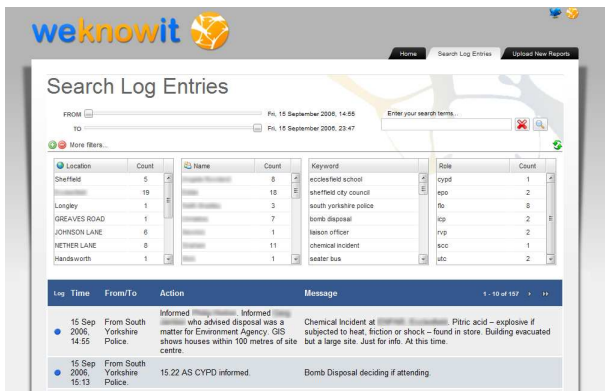 weknowit
Home Search Log Entries Upload New Reports
Search Log Entries
FROM Fri, 15 September 2006, 14:55
TO Fri, 15 September 2006, 23:47
Enter your search terms...
More filters...
Location Count
Sheffield 5
19
Longley 1
GREAVES ROAD 1
JOHNSON LANE 6
NETHER LANE 8
Handsworth 1
Name Count
8
18
3
7
1
11
1
Keyword
ecclesfield school
sheffield city council
south yorkshire police
bomb disposal
liaison officer
chemical incident
seater bus
Role Count
cypd 1
epo 2
flo 8
icp 2
rvp 2
scc 1
utc 2
Log Time From/To Action Message 1 - 10 of 157
15 Sep
2006,
14:55
From South
Yorkshire
Police.
Informed . Informed
who advised disposal was a
matter for Environment Agency. GIS
shows houses within 100 metres of site
centre.
Chemical Incident at . Pitric acid – explosive if
subjected to heat, friction or shock – found in store. Building evacuated
but a large site. Just for info. At this time.
15 Sep
2006,
15:13
From South
Yorkshire
Police.
15.22 AS CYPD informed.
Bomb Disposal deciding if attending.